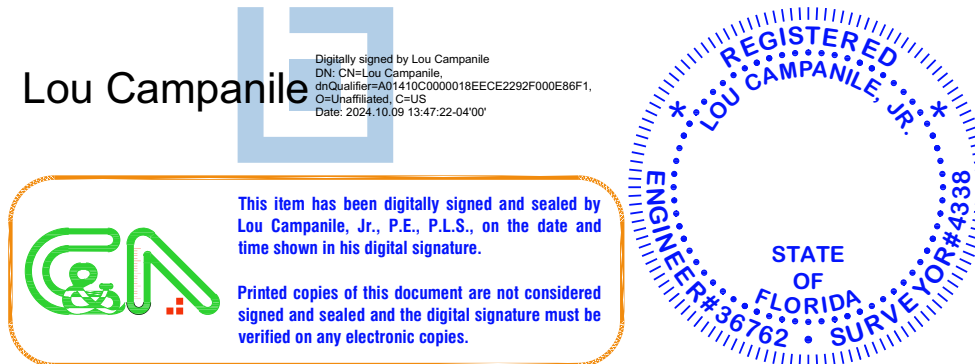 Lou Campanile
Digitally signed by Lou Campanile
DN: CN=Lou Campanile,
dnQualifier=A01410C0000018EECE2292F000E86F1,
O=Unaffiliated, C=US
Date: 2024.10.09 13:47:22-04'00'
This item has been digitally signed and sealed by
Lou Campanile, Jr., P.E., P.L.S., on the date and
time shown in his digital signature.
Printed copies of this document are not considered
signed and sealed and the digital signature must be
verified on any electronic copies.
* REGISTERED *
LOU CAMPANILE, JR.
STATE
OF
FLORIDA
ENGINEER#36762 • SURVEYOR#4338